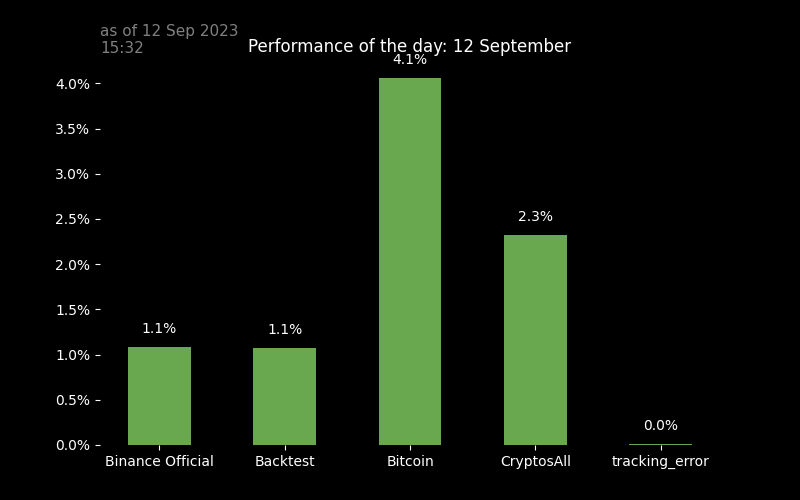 as of 12 Sep 2023
15:32
Performance of the day: 12 September
4.0%
3.5%
3.0%
2.5%
2.0%
1.5%
1.0%
0.5%
0.0%
1.1%
1.1%
4.1%
2.3%
0.0%
Binance Official
Backtest
Bitcoin
CryptosAll
tracking_error